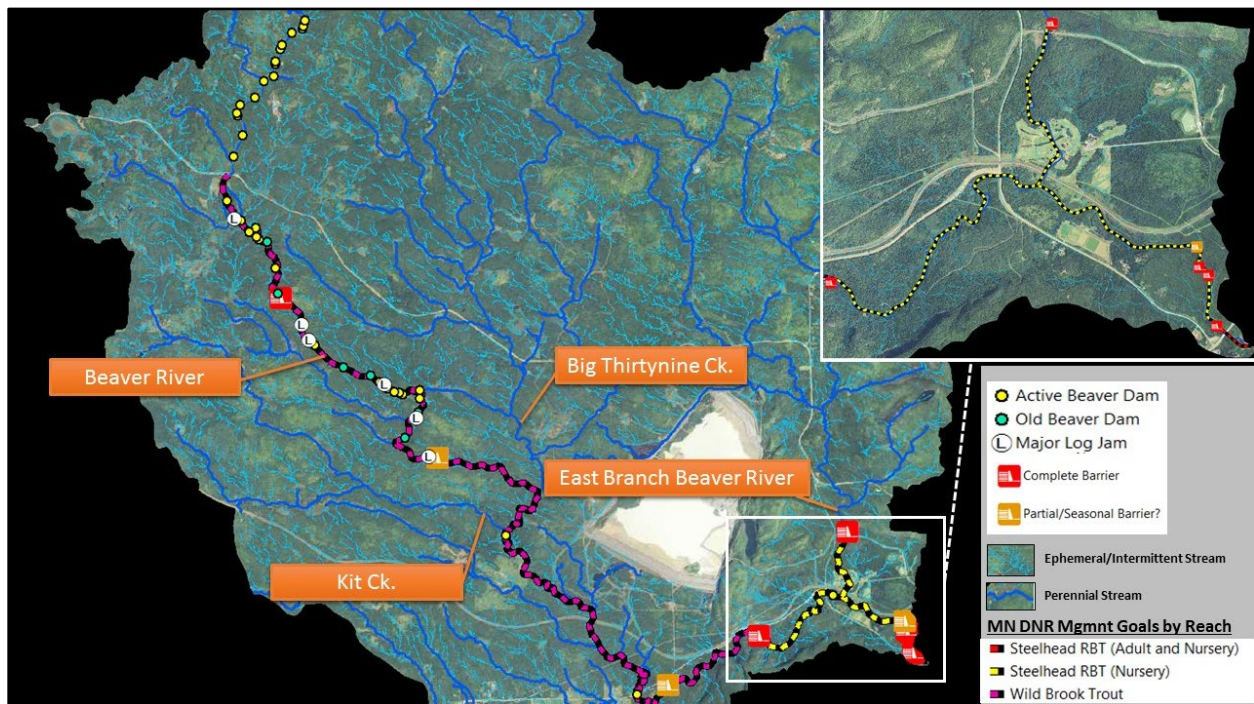 Beaver River
Big Thirtynine Ck.
East Branch Beaver River
Kit Ck.
Active Beaver Dam
Old Beaver Dam
L Major Log Jam
Complete Barrier
Partial/Seasonal Barrier?
Ephemeral/Intermittent Stream
Perennial Stream
MN DNR Mgmnt Goals by Reach
Steelhead RBT (Adult and Nursery)
Steelhead RBT (Nursery)
Wild Brook Trout
L
L
L
L
L
L